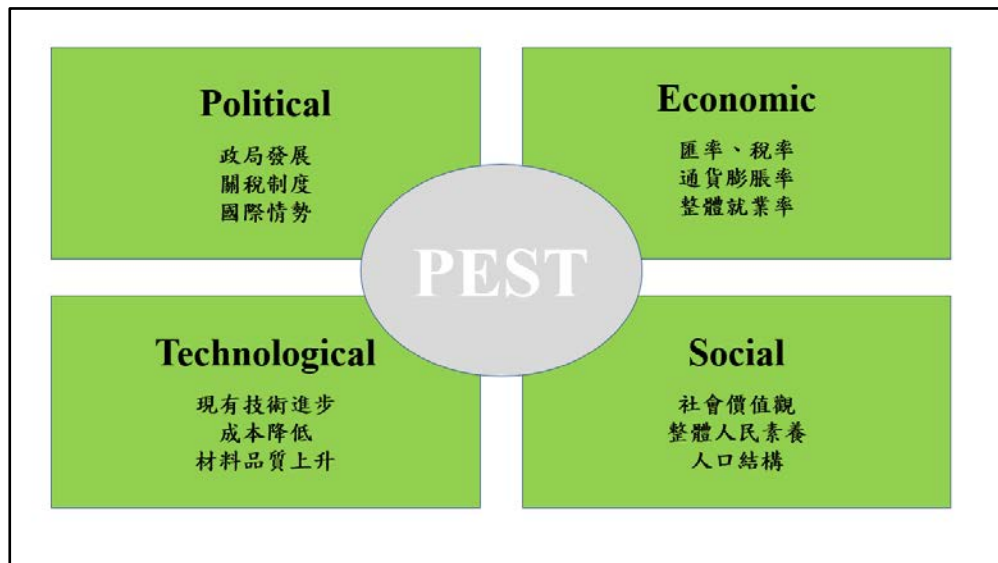 Political
政局發展
關稅制度
國際情勢
Economic
匯率、稅率
通貨膨脹率
整體就業率
PEST
Technological
現有技術進步
成本降低
材料品質上升
Social
社會價值觀
整體人民素養
人口結構